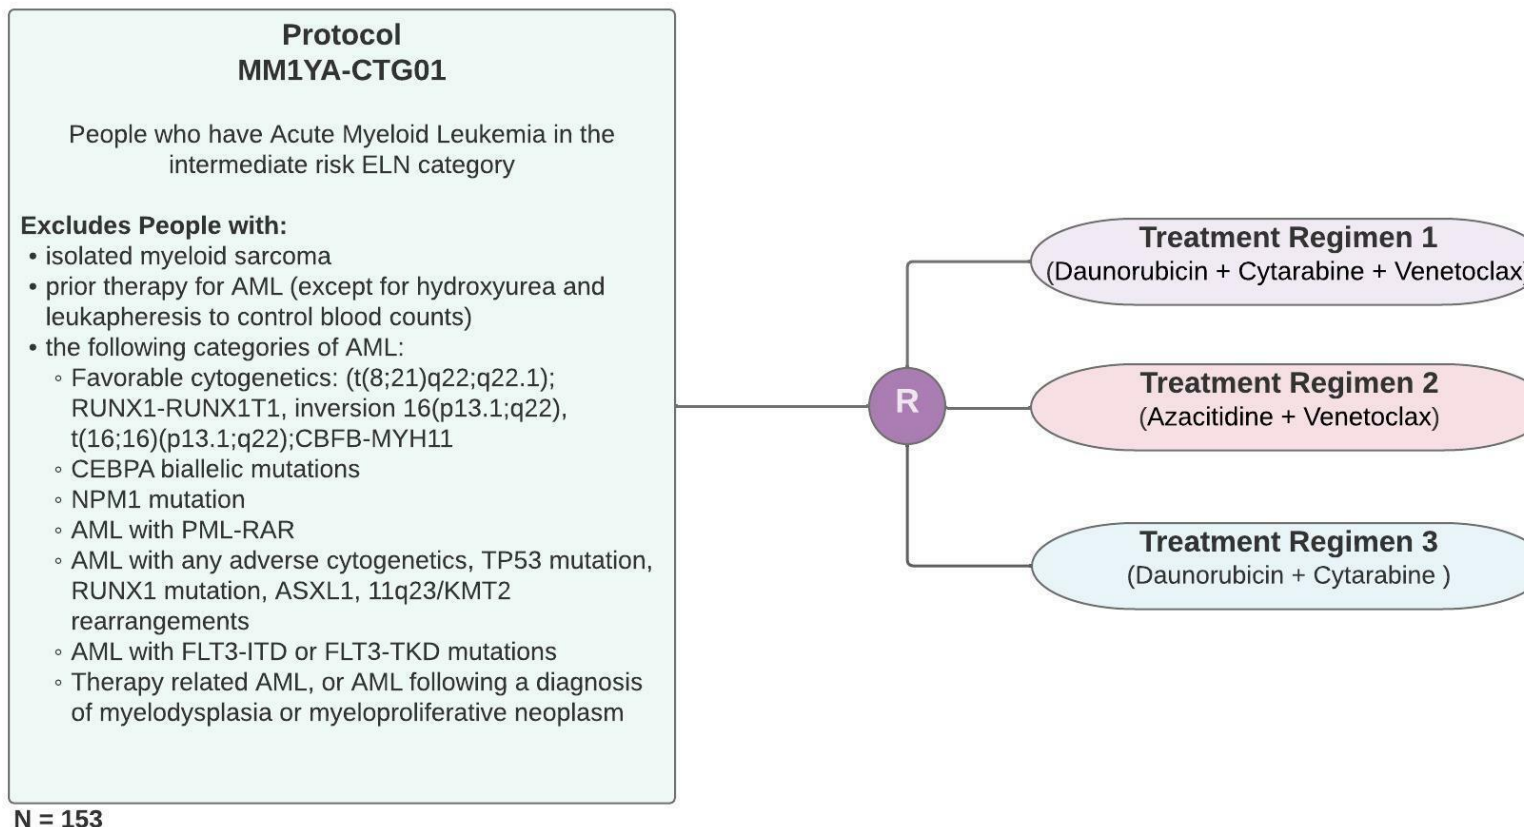 Protocol
MM1YA-CTG01
People who have Acute Myeloid Leukemia in the
intermediate risk ELN category
Excludes People with:
• isolated myeloid sarcoma
• prior therapy for AML (except for hydroxyurea and
leukapheresis to control blood counts)
• the following categories of AML:
◦ Favorable cytogenetics: (t(8;21)q22;q22.1);
RUNX1-RUNX1T1, inversion 16(p13.1;q22),
t(16;16)(p13.1;q22);CBFB-MYH11
◦ CEBPA biallelic mutations
◦ NPM1 mutation
◦ AML with PML-RAR
◦ AML with any adverse cytogenetics, TP53 mutation,
RUNX1 mutation, ASXL1, 11q23/KMT2
rearrangements
◦ AML with FLT3-ITD or FLT3-TKD mutations
◦ Therapy related AML, or AML following a diagnosis
of myelodysplasia or myeloproliferative neoplasm
N = 153
R
Treatment Regimen 1
(Daunorubicin + Cytarabine + Venetoclax)
Treatment Regimen 2
(Azacitidine + Venetoclax)
Treatment Regimen 3
(Daunorubicin + Cytarabine )